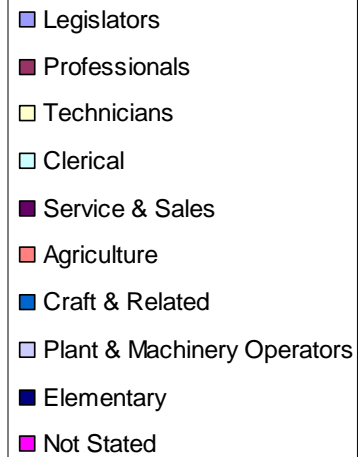 Legislators
Professionals
Technicians
Clerical
Service & Sales
Agriculture
Craft & Related
Plant & Machinery Operators
Elementary
Not Stated